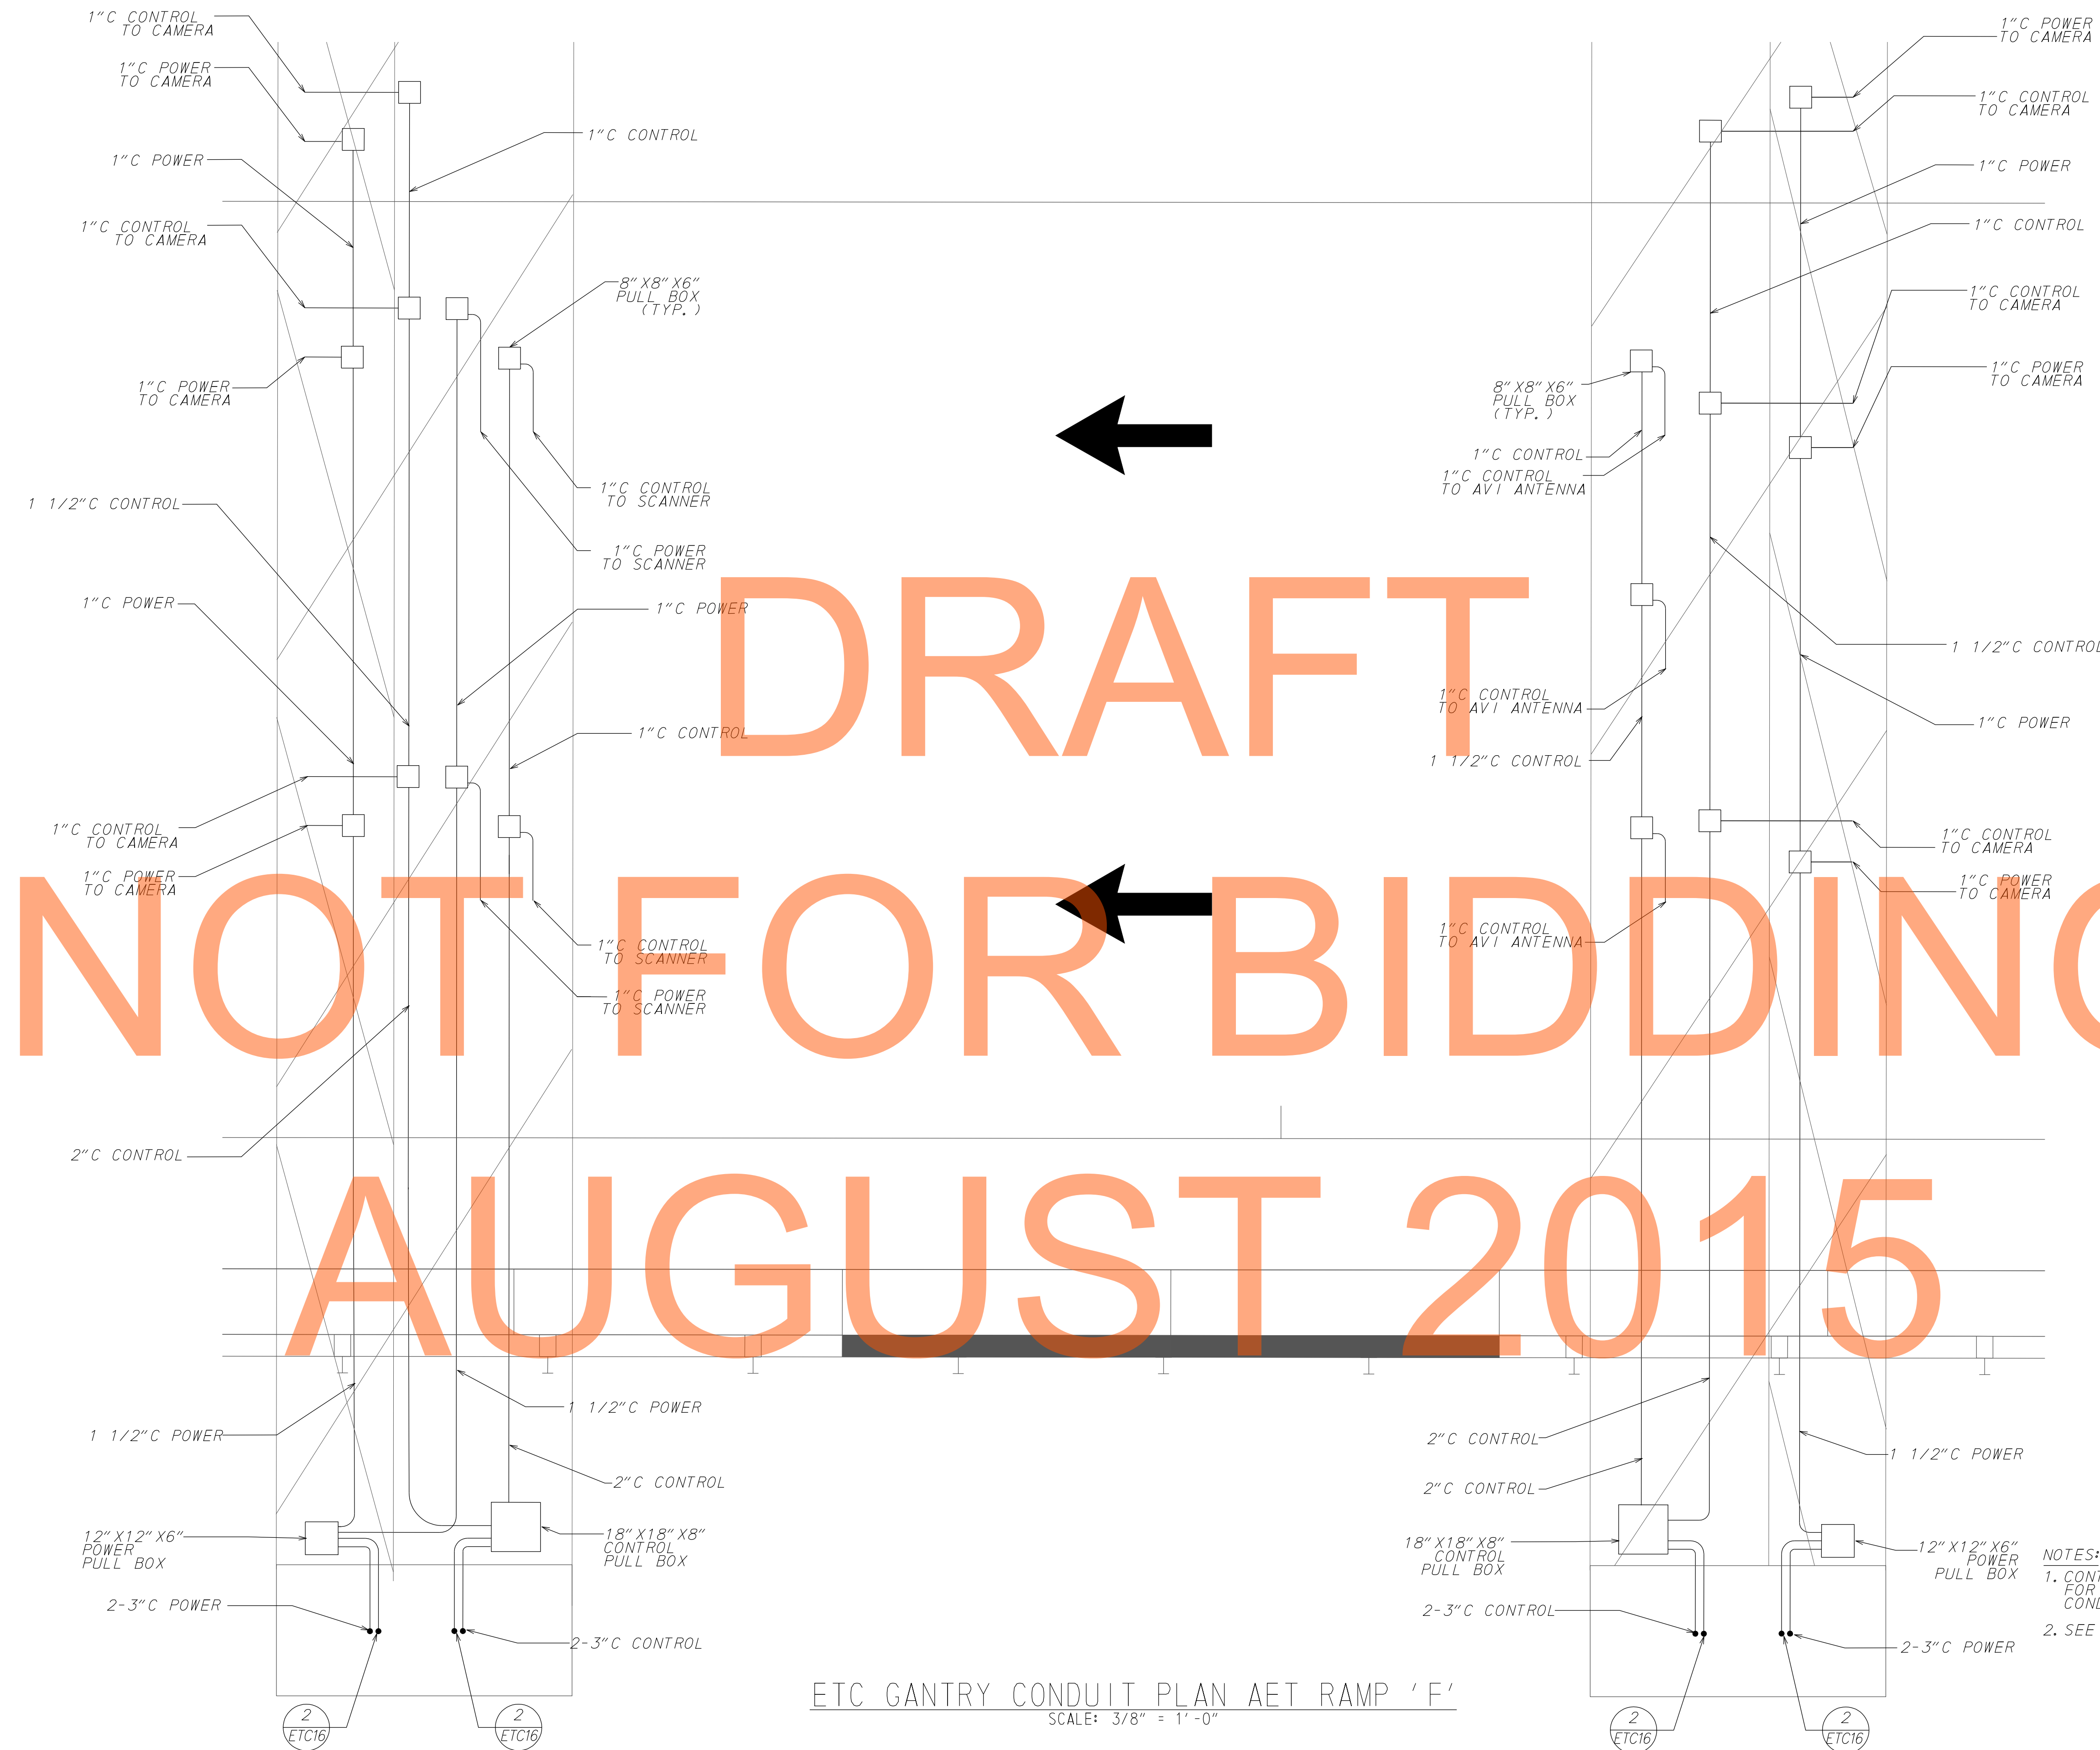 1"C CONTROL
TO CAMERA
1"C POWER
TO CAMERA
1"C POWER
1"C CONTROL
1"C CONTROL
TO CAMERA
8"X8"X6"
PULL BOX
(TYP.)
1"C POWER
TO CAMERA
1"C CONTROL
TO SCANNER
1 1/2"C CONTROL
1"C POWER
TO SCANNER
1"C POWER
1"C POWER
1"C CONTROL
1"C CONTROL
TO CAMERA
1"C POWER
TO CAMERA
1"C CONTROL
TO SCANNER
1"C POWER
TO SCANNER
2"C CONTROL
1 1/2"C POWER
1 1/2"C POWER
2"C CONTROL
12"X12"X6"
POWER
PULL BOX
18"X18"X8"
CONTROL
PULL BOX
2-3"C POWER
2-3"C CONTROL
2
ETC16
2
ETC16
DRAFT
NOT FOR BIDDING
AUGUST 2015
1"C POWER
TO CAMERA
1"C CONTROL
TO CAMERA
1"C POWER
1"C CONTROL
1"C CONTROL
TO CAMERA
1"C POWER
TO CAMERA
8"X8"X6"
PULL BOX
(TYP.)
1"C CONTROL
1"C CONTROL
TO AVI ANTENNA
1 1/2"C CONTROL
1"C CONTROL
TO AVI ANTENNA
1"C POWER
1 1/2"C CONTROL
1"C CONTROL
TO CAMERA
1"C POWER
TO CAMERA
1"C CONTROL
TO AVI ANTENNA
2"C CONTROL
1 1/2"C POWER
2"C CONTROL
18"X18"X8"
CONTROL
PULL BOX
12"X12"X6"
POWER
PULL BOX
2-3"C CONTROL
2-3"C POWER
2
ETC16
2
ETC16
NOTES:
1.
FOR
2. SEE
ETC GANTRY CONDUIT PLAN AET RAMP 'F'
SCALE: 3/8" = 1'-0"